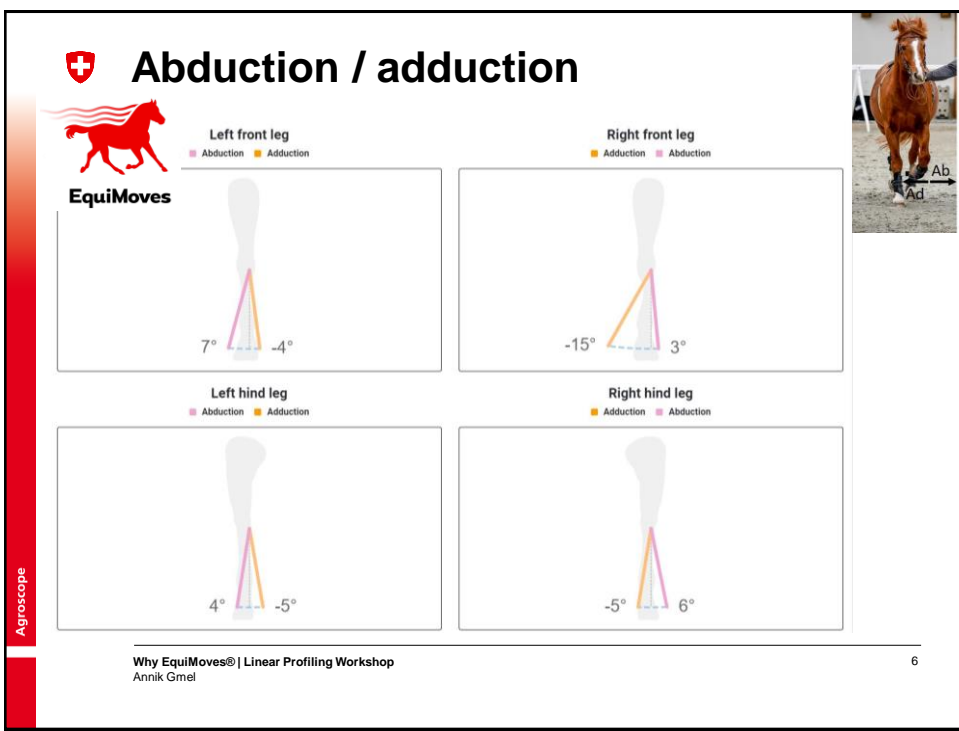 Abduction / adduction
EquiMoves
Left front leg
Abduction Adduction
7° -4°
Right front leg
Adduction Abduction
-15° 3°
Ab
Ad
Left hind leg
Abduction Adduction
4° -5°
Right hind leg
Adduction Abduction
-5° 6°
Agroscope
Why EquiMoves® | Linear Profiling Workshop
Annik Gmel
6